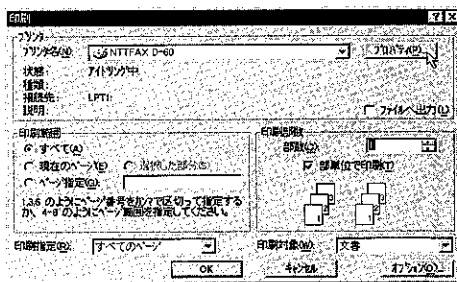 印刷
プリンタ
プリンタ名(N): NTTFAX D-60 プロパティ(P)
状態: アイドリング中
種類:
接続先: LPT1:
説明: ファイルへ出力(L)
印刷範囲 印刷部数
すべて(A) 部数(C): 1
現在のページ(E) 選択した部分(S) 部単位で印刷(T)
ページ指定(G):
1,3,6 のようにページ番号をカンマで区切って指定する
か、4-8 のようにページ範囲を指定してください。
印刷指定(R): すべてのページ 印刷対象(W): 文書
OK キャンセル オプション(O)...